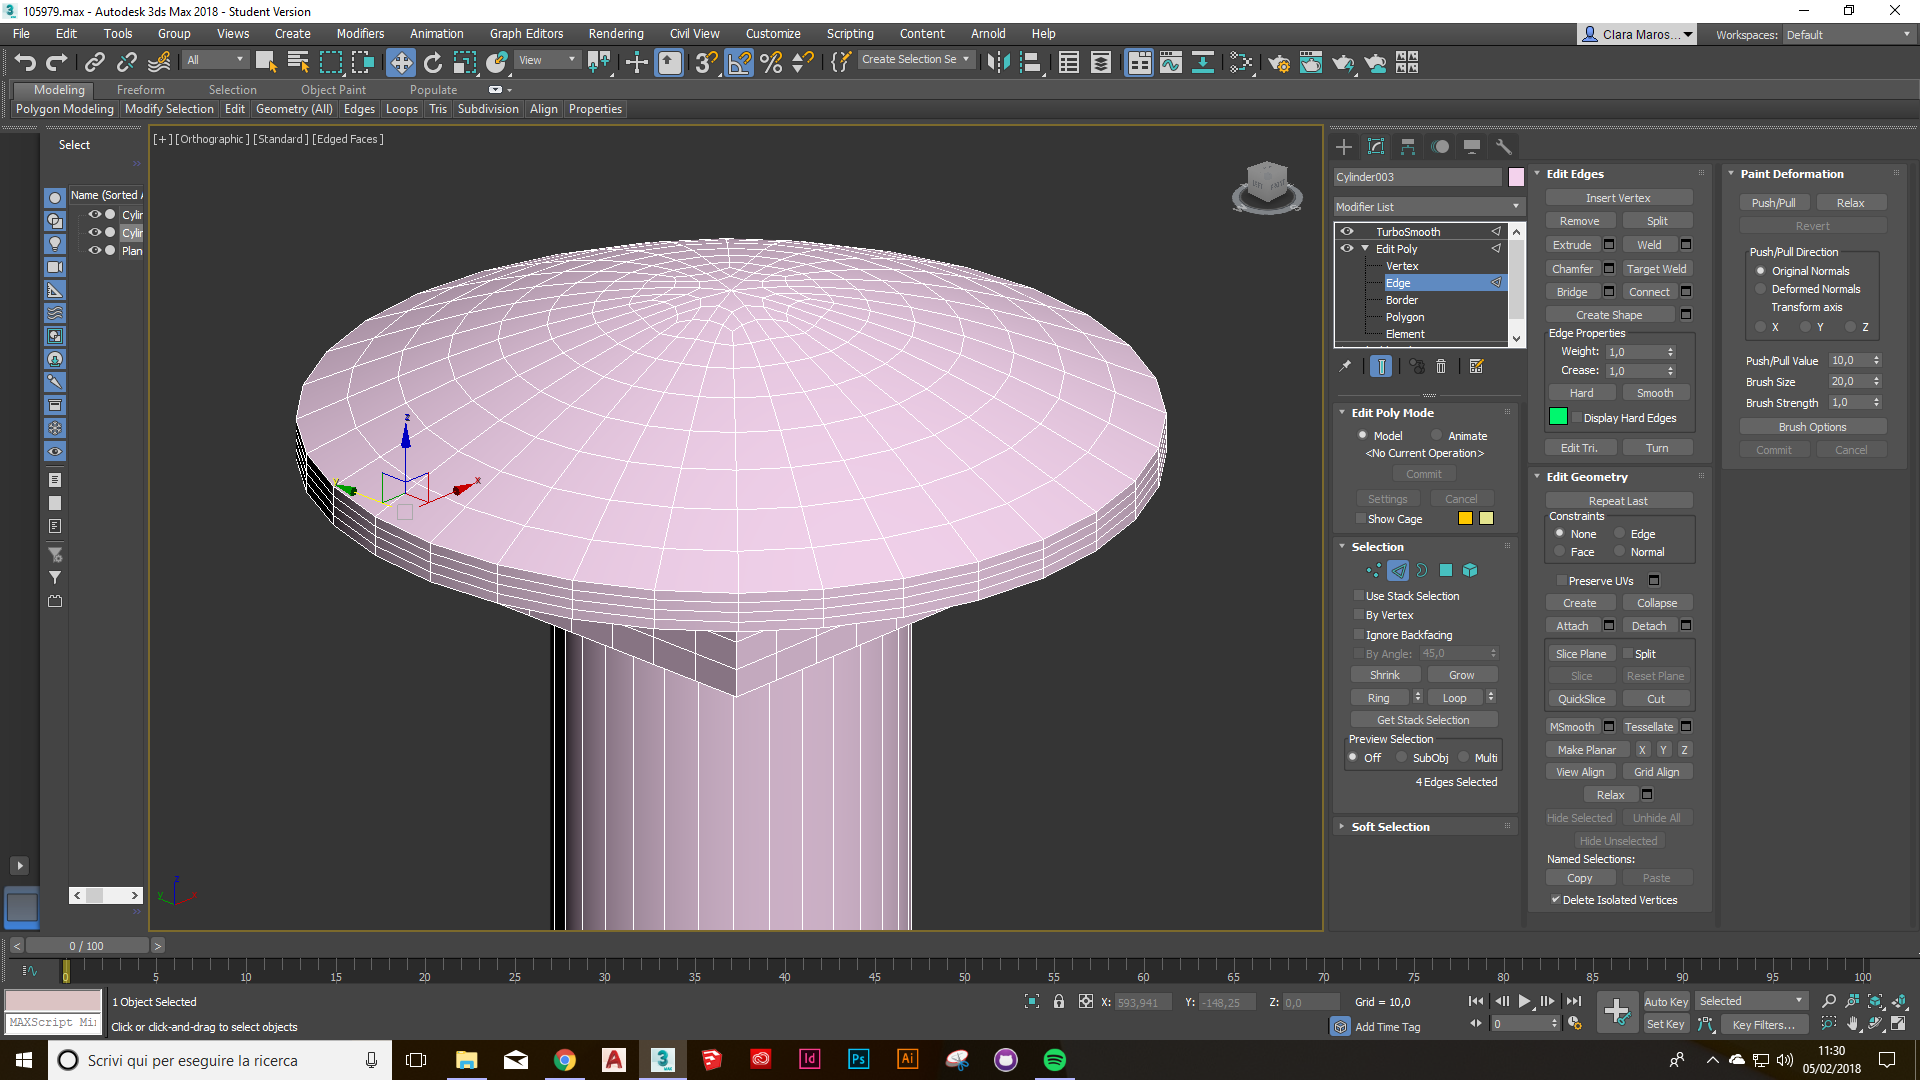 105979.max - Autodesk 3ds Max 2018 - Student Version
File Edit Tools Group Views Create Modifiers Animation Graph Editors Rendering Civil View Customize Scripting Content Arnold Help
Clara Maros... Workspaces: Default
All View Create Selection Se
Modeling Freeform Selection Object Paint Populate
Polygon Modeling Modify Selection Edit Geometry (All) Edges Loops Tris Subdivision Align Properties
Select
Name (Sorted A
Cylin
Cylin
Plan
[+] [Orthographic] [Standard] [Edged Faces]
z
x
y
z
y
x
Cylinder003
Modifier List
TurboSmooth
Edit Poly
Vertex
Edge
Border
Polygon
Element
Edit Poly Mode
Model Animate
<No Current Operation>
Commit
Settings Cancel
Show Cage
Selection
Use Stack Selection
By Vertex
Ignore Backfacing
By Angle: 45,0
Shrink Grow
Ring Loop
Get Stack Selection
Preview Selection
Off SubObj Multi
4 Edges Selected
Soft Selection
Edit Edges
Insert Vertex
Remove Split
Extrude Weld
Chamfer Target Weld
Bridge Connect
Create Shape
Edge Properties
Weight: 1,0
Crease: 1,0
Hard Smooth
Display Hard Edges
Edit Tri. Turn
Edit Geometry
Repeat Last
Constraints
None Edge
Face Normal
Preserve UVs
Create Collapse
Attach Detach
Slice Plane Split
Slice Reset Plane
QuickSlice Cut
MSmooth Tessellate
Make Planar X Y Z
View Align Grid Align
Relax
Hide Selected Unhide All
Hide Unselected
Named Selections:
Copy Paste
Delete Isolated Vertices
Paint Deformation
Push/Pull Relax
Revert
Push/Pull Direction
Original Normals
Deformed Normals
Transform axis
X Y Z
Push/Pull Value 10,0
Brush Size 20,0
Brush Strength 1,0
Brush Options
Commit Cancel
< 0 / 100 >
0 5 10 15 20 25 30 35 40 45 50 55 60 65 70 75 80 85 90 95 100
1 Object Selected
X: 593,941 Y: -148,25 Z: 0,0 Grid = 10,0
Auto Key Selected
MAXScript Mi
Click or click-and-drag to select objects
Add Time Tag
0
Set Key Key Filters...
Scrivi qui per eseguire la ricerca
11:30
05/02/2018